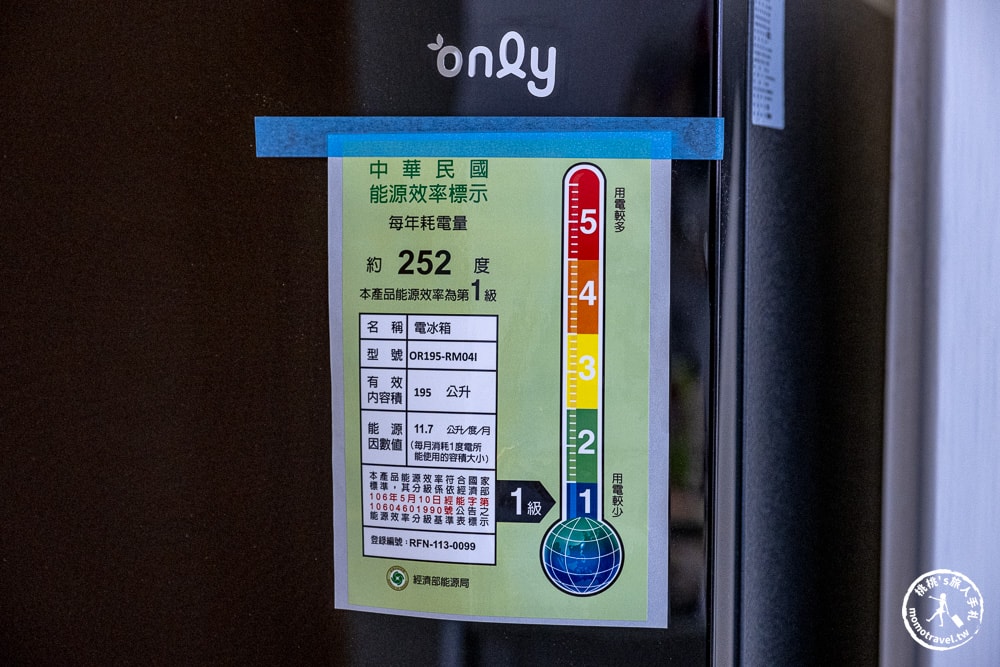 only
中華民國
能源效率標示
每年耗電量
約 252 度
本產品能源效率為第1級
名稱 電冰箱
型號 OR195-RM04I
有效內容積 195 公升
能源因數值 11.7 公升/度/月
(每月消耗1度電所
能使用的容積大小)
本產品能源效率符合國家
標準，其分級係依經濟部
106年5月10日經能字第
10604601990號公告之
能源效率分級基準表標示
登錄編號：RFN-113-0099
經濟部能源局
用電較多
5
4
3
2
1
1級
用電較少
桃桃's旅人手札
momotravel.tw